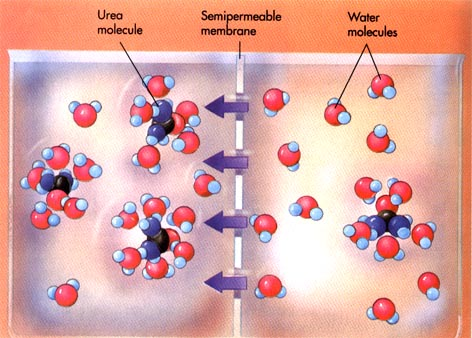 Urea
molecule
Semipermeable
membrane
Water
molecules